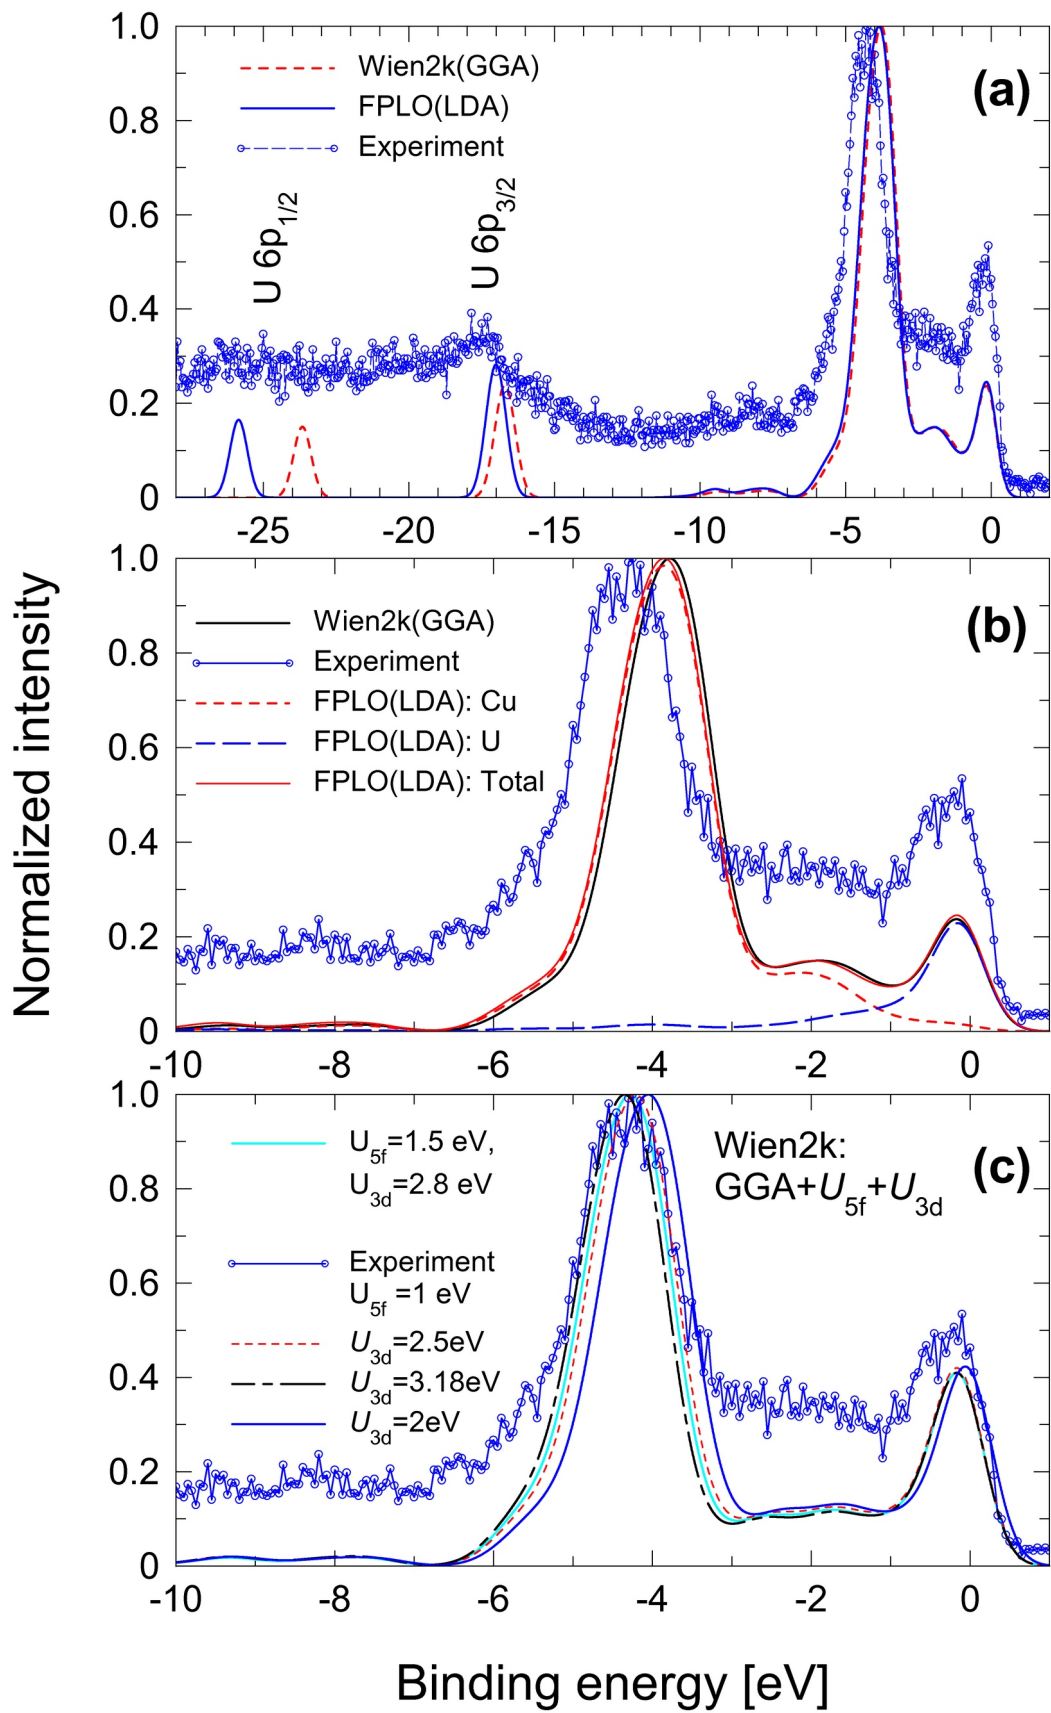 1.0
0.8
0.6
0.4
0.2
0
Wien2k(GGA)
FPLO(LDA)
Experiment
(a)
U 6p1/2
U 6p3/2
-25 -20 -15 -10 -5 0
Normalized intensity
1.0
0.8
0.6
0.4
0.2
0
Wien2k(GGA)
Experiment
FPLO(LDA): Cu
FPLO(LDA): U
FPLO(LDA): Total
(b)
-10 -8 -6 -4 -2 0
1.0
0.8
0.6
0.4
0.2
0
U5f=1.5 eV,
U3d=2.8 eV
Experiment
U5f =1 eV
U3d=2.5eV
U3d=3.18eV
U3d=2eV
Wien2k:
GGA+U5f+U3d
(c)
-10 -8 -6 -4 -2 0
Binding energy [eV]